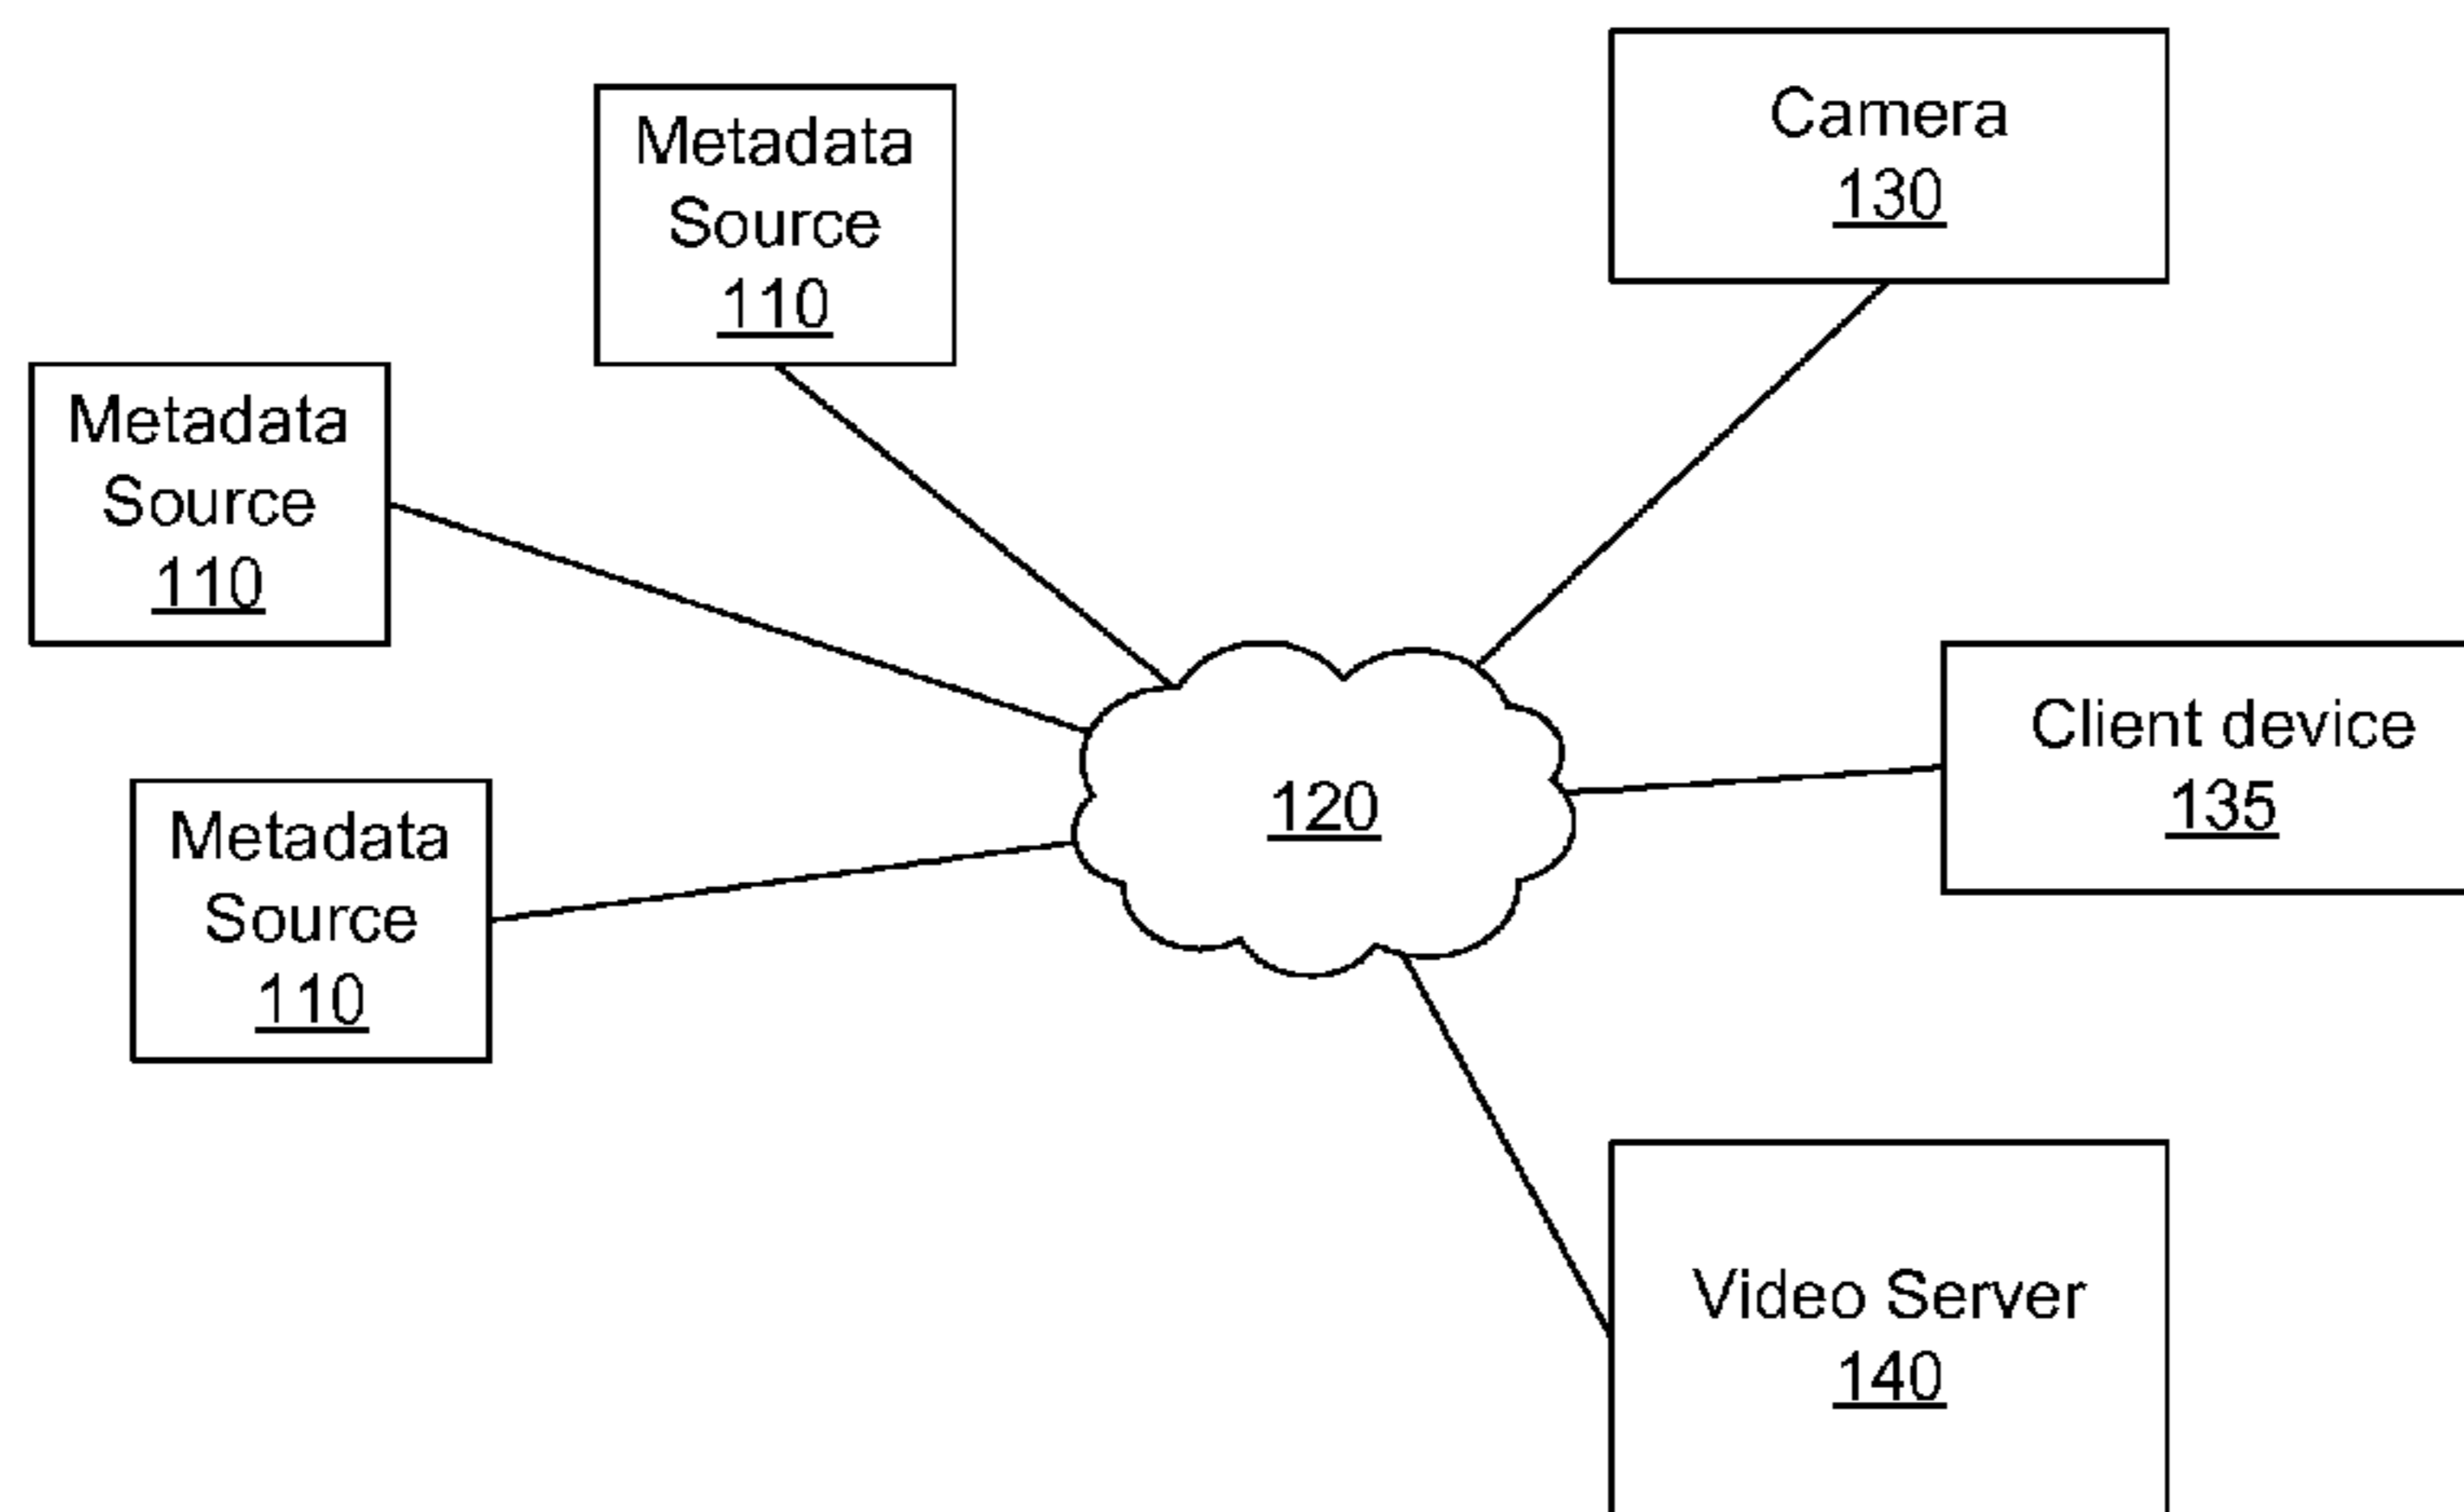 Metadata
Source
110
Camera
130
Metadata
Source
110
Client device
135
120
Metadata
Source
110
Video Server
140